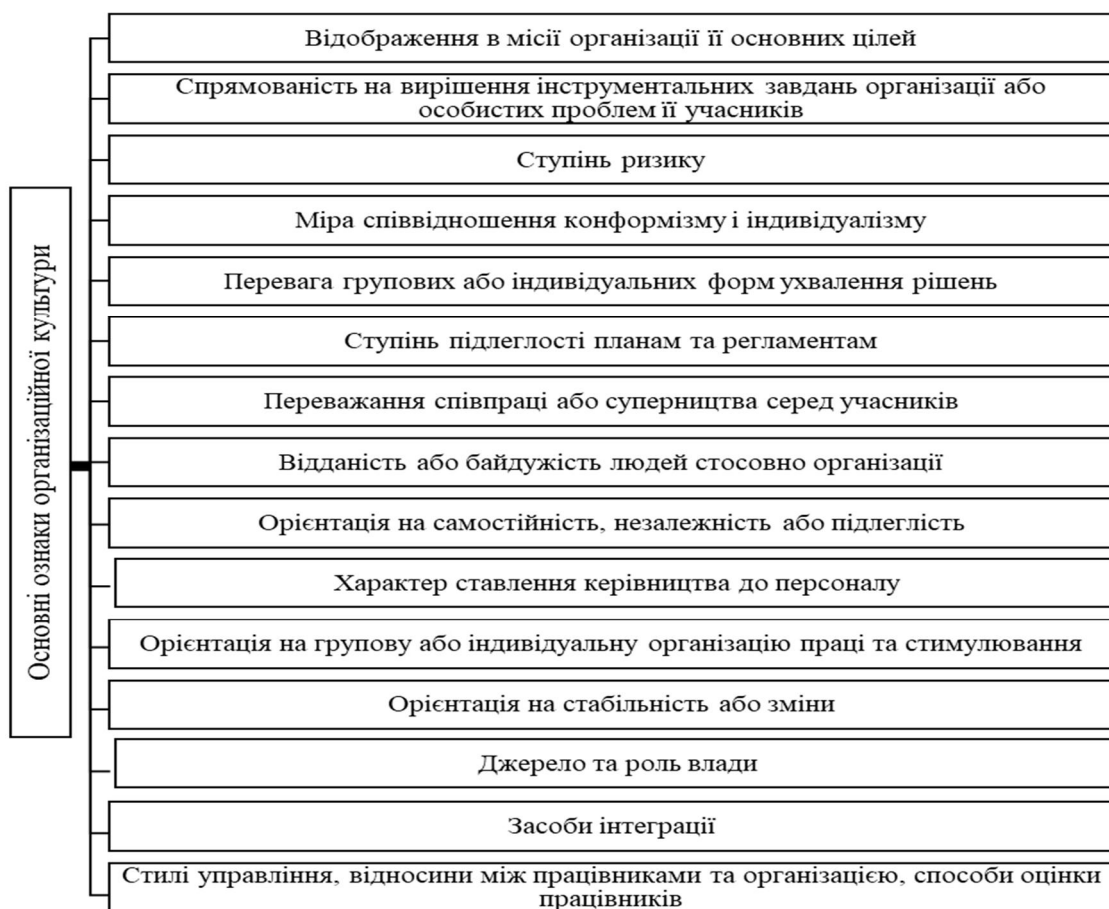 Основні ознаки організаційної культури
Відображення в місії організації її основних цілей
Спрямованість на вирішення інструментальних завдань організації або
особистих проблем її учасників
Ступінь ризику
Міра співвідношення конформізму і індивідуалізму
Перевага групових або індивідуальних форм ухвалення рішень
Ступінь підлеглості планам та регламентам
Переважання співпраці або суперництва серед учасників
Відданість або байдужість людей стосовно організації
Орієнтація на самостійність, незалежність або підлеглість
Характер ставлення керівництва до персоналу
Орієнтація на групову або індивідуальну організацію праці та стимулювання
Орієнтація на стабільність або зміни
Джерело та роль влади
Засоби інтеграції
Стилі управління, відносини між працівниками та організацією, способи оцінки
працівників